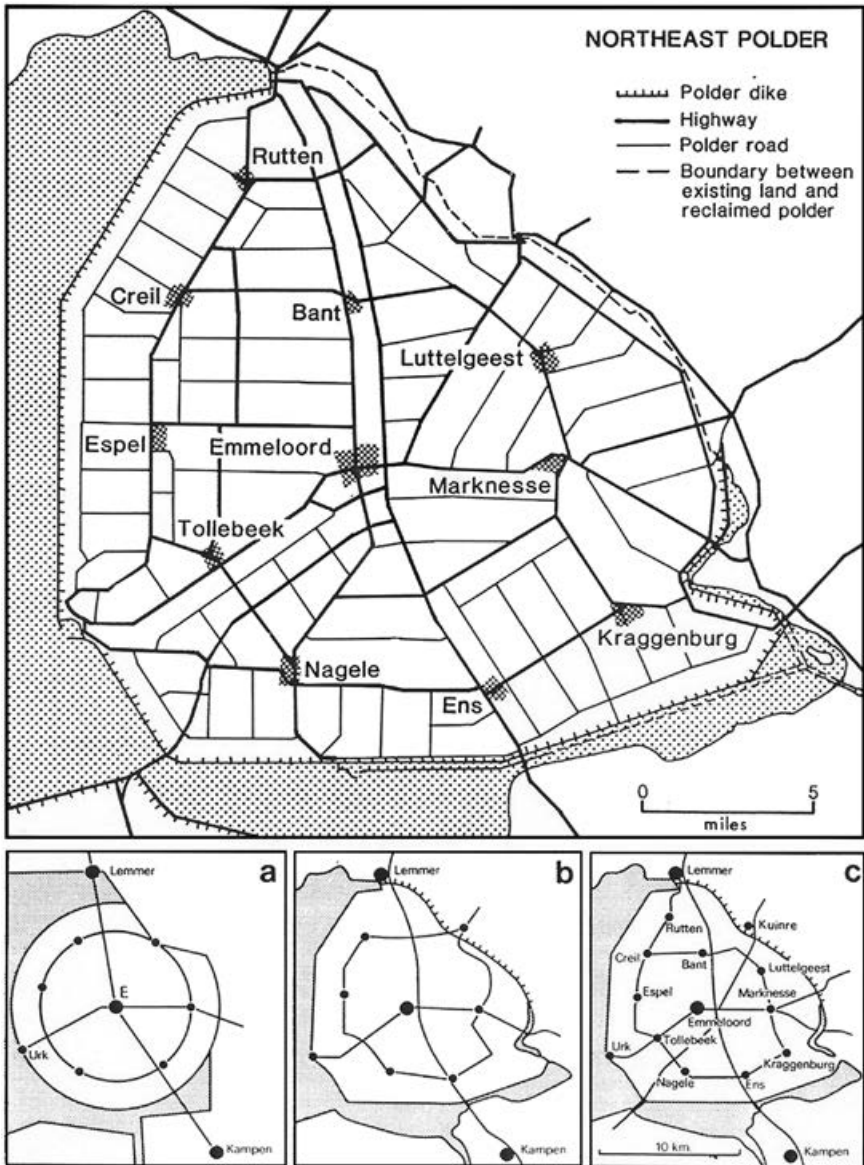 NORTHEAST POLDER
Polder dike
Highway
Polder road
Boundary between
existing land and
reclaimed polder
Rutten
Creil
Bant
Luttelgeest
Espel
Emmeloord
Marknesse
Tollebeek
Kraggenburg
Nagele
Ens
0 5
miles
a
Lemmer
E
Urk
Kampen
b
Lemmer
Kampen
c
Lemmer
Rutten
Kuinre
Creil
Bant
Luttelgeest
Espel
Marknesse
Emmeloord
Urk
Tollebeek
Kraggenburg
Nagele
Ens
10 km.
Kampen